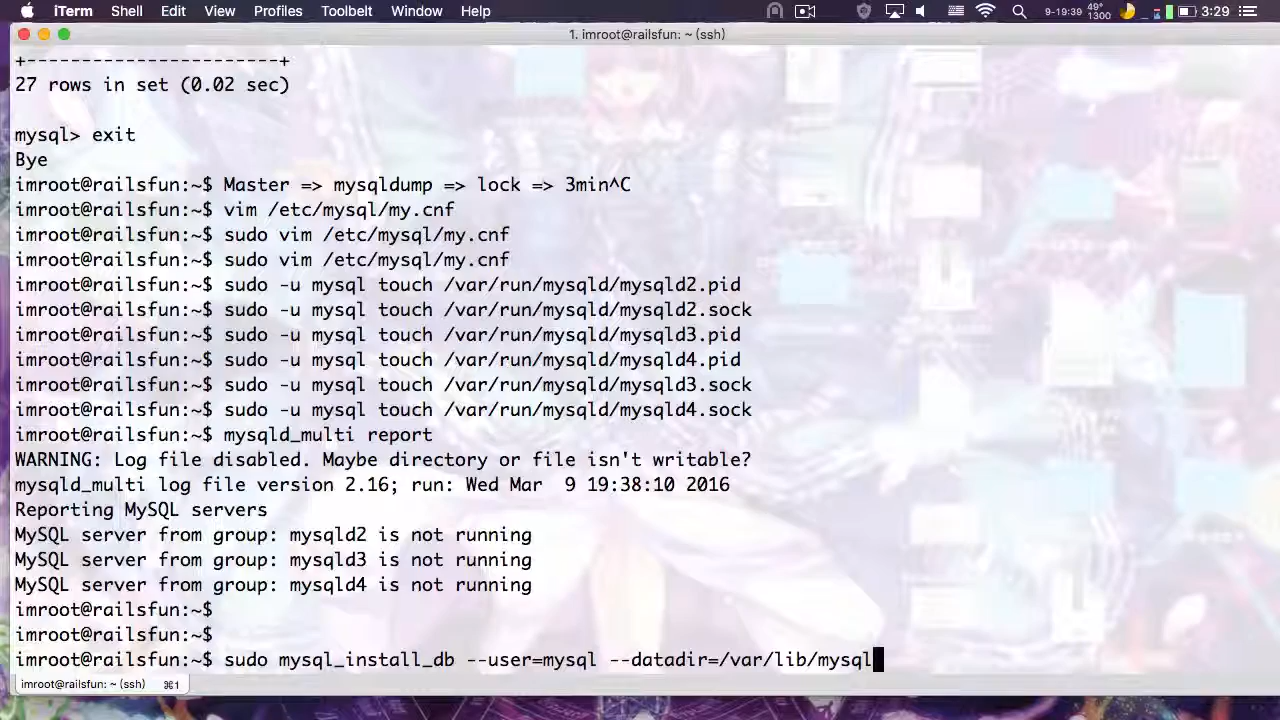 iTerm Shell Edit View Profiles Toolbelt Window Help 9-19:39 49° 1300 3:29
1. imroot@railsfun: ~ (ssh)
+-----------------------+
27 rows in set (0.02 sec)
mysql> exit
Bye
imroot@railsfun:~$ Master => mysqldump => lock => 3min^C
imroot@railsfun:~$ vim /etc/mysql/my.cnf
imroot@railsfun:~$ sudo vim /etc/mysql/my.cnf
imroot@railsfun:~$ sudo vim /etc/mysql/my.cnf
imroot@railsfun:~$ sudo -u mysql touch /var/run/mysqld/mysqld2.pid
imroot@railsfun:~$ sudo -u mysql touch /var/run/mysqld/mysqld2.sock
imroot@railsfun:~$ sudo -u mysql touch /var/run/mysqld/mysqld3.pid
imroot@railsfun:~$ sudo -u mysql touch /var/run/mysqld/mysqld4.pid
imroot@railsfun:~$ sudo -u mysql touch /var/run/mysqld/mysqld3.sock
imroot@railsfun:~$ sudo -u mysql touch /var/run/mysqld/mysqld4.sock
imroot@railsfun:~$ mysqld_multi report
WARNING: Log file disabled. Maybe directory or file isn't writable?
mysqld_multi log file version 2.16; run: Wed Mar  9 19:38:10 2016
Reporting MySQL servers
MySQL server from group: mysqld2 is not running
MySQL server from group: mysqld3 is not running
MySQL server from group: mysqld4 is not running
imroot@railsfun:~$
imroot@railsfun:~$
imroot@railsfun:~$ sudo mysql_install_db --user=mysql --datadir=/var/lib/mysql
imroot@railsfun: ~ (ssh) ⌘1